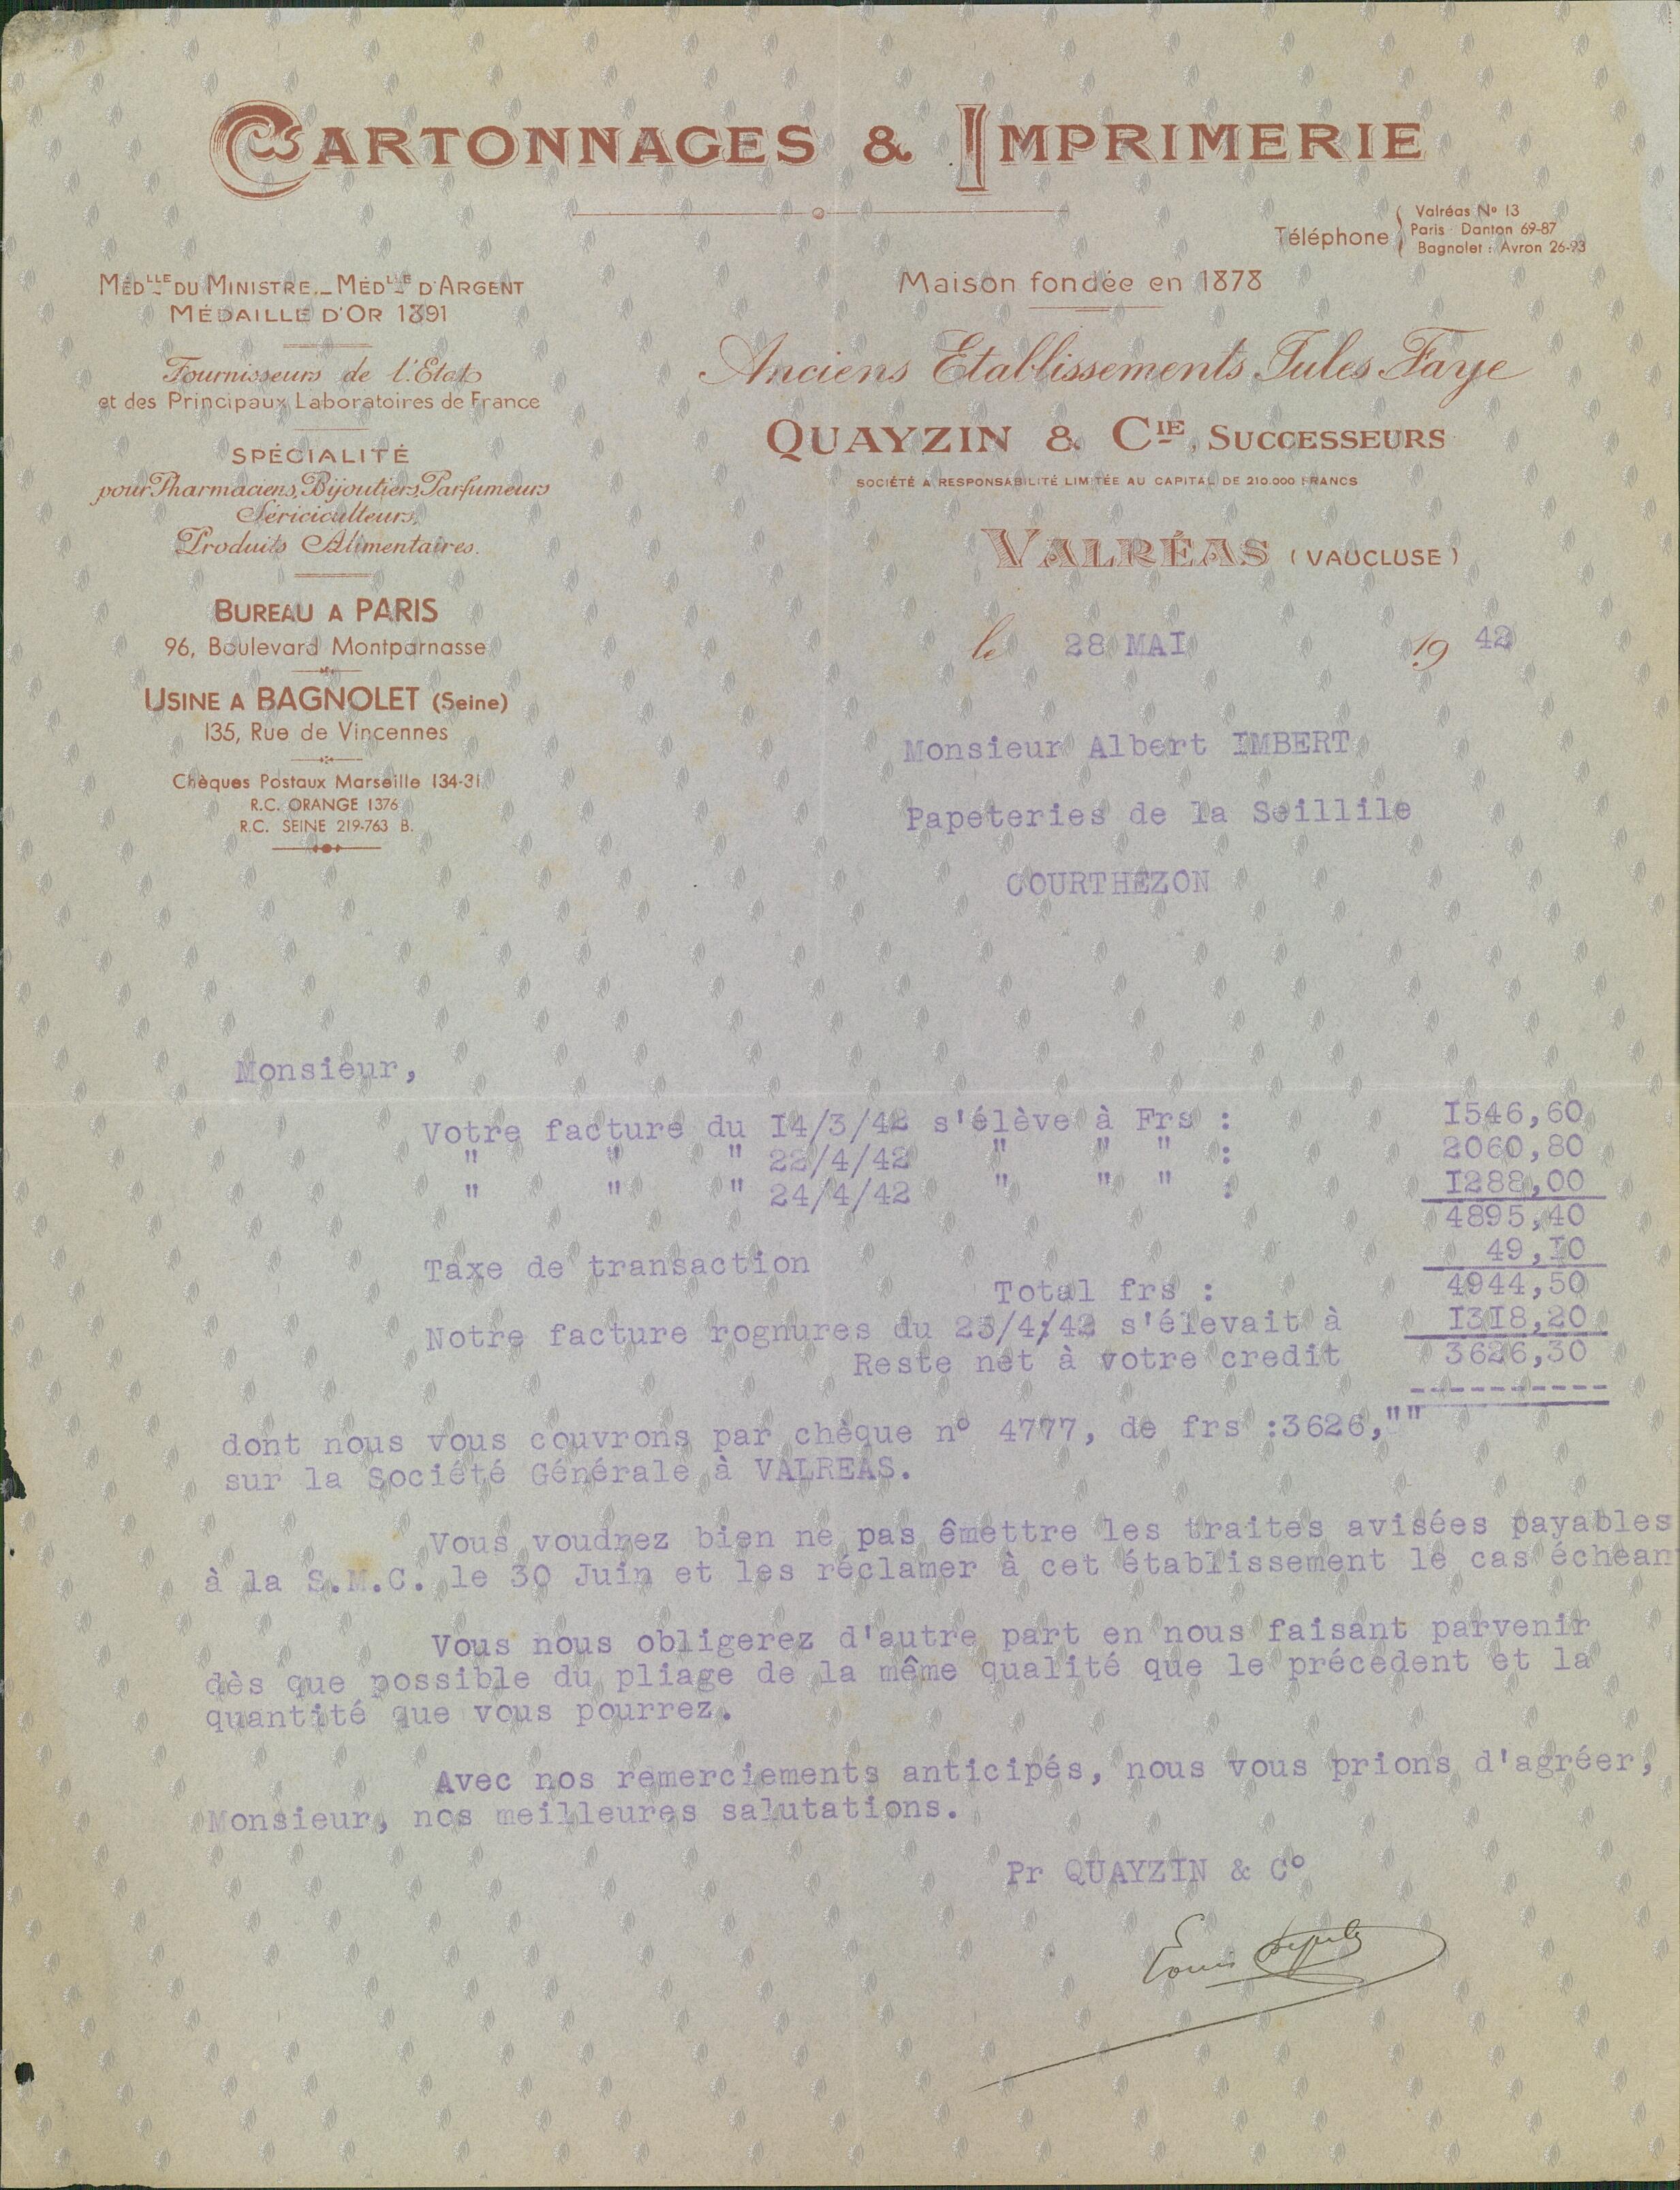 CARTONNAGES & IMPRIMERIE
Téléphone
Valréas No 13
Paris : Danton 69-87
Bagnolet : Avron 26-93
MÉDLLE DU MINISTRE _ MÉDLLE D'ARGENT
MÉDAILLE D'OR 1891
Fournisseurs de l'Etat
et des Principaux Laboratoires de France
SPÉCIALITÉ
pour Pharmaciens, Bijoutiers, Parfumeurs
Sériciculteurs,
Produits Alimentaires.
BUREAU A PARIS
96, Boulevard Montparnasse
USINE A BAGNOLET (Seine)
135, Rue de Vincennes
Chèques Postaux Marseille 134-31
R.C. ORANGE 1376
R.C. SEINE 219-763 B.
Maison fondée en 1878
Anciens Etablissements Jules Faye
QUAYZIN & CIE, SUCCESSEURS
SOCIÉTÉ A RESPONSABILITÉ LIMITÉE AU CAPITAL DE 210.000 FRANCS
VALRÉAS (VAUCLUSE)
le 28 MAI 19 42
Monsieur Albert IMBERT
Papeteries de la Seillile
COURTHEZON
Monsieur,
Votre facture du I4/3/42 s'élève à Frs : I546,60
" " " 22/4/42 " " " : 2060,80
" " " 24/4/42 " " " : I288,00
4895,40
Taxe de transaction 49,I0
Total frs : 4944,50
Notre facture rognures du 23/4/42 s'élevait à I3I8,20
Reste net à votre credit 3626,30
dont nous vous couvrons par chèque n° 4777, de frs :3626,""
sur la Société Générale à VALREAS.
Vous voudrez bien ne pas êmettre les traites avisées payables
à la S.M.C. le 30 Juin et les réclamer à cet établissement le cas échean
Vous nous obligerez d'autre part en nous faisant parvenir
dès que possible du pliage de la même qualité que le précedent et la
quantité que vous pourrez.
Avec nos remerciements anticipés, nous vous prions d'agréer,
Monsieur, nos meilleures salutations.
Pr QUAYZIN & C°
Louis